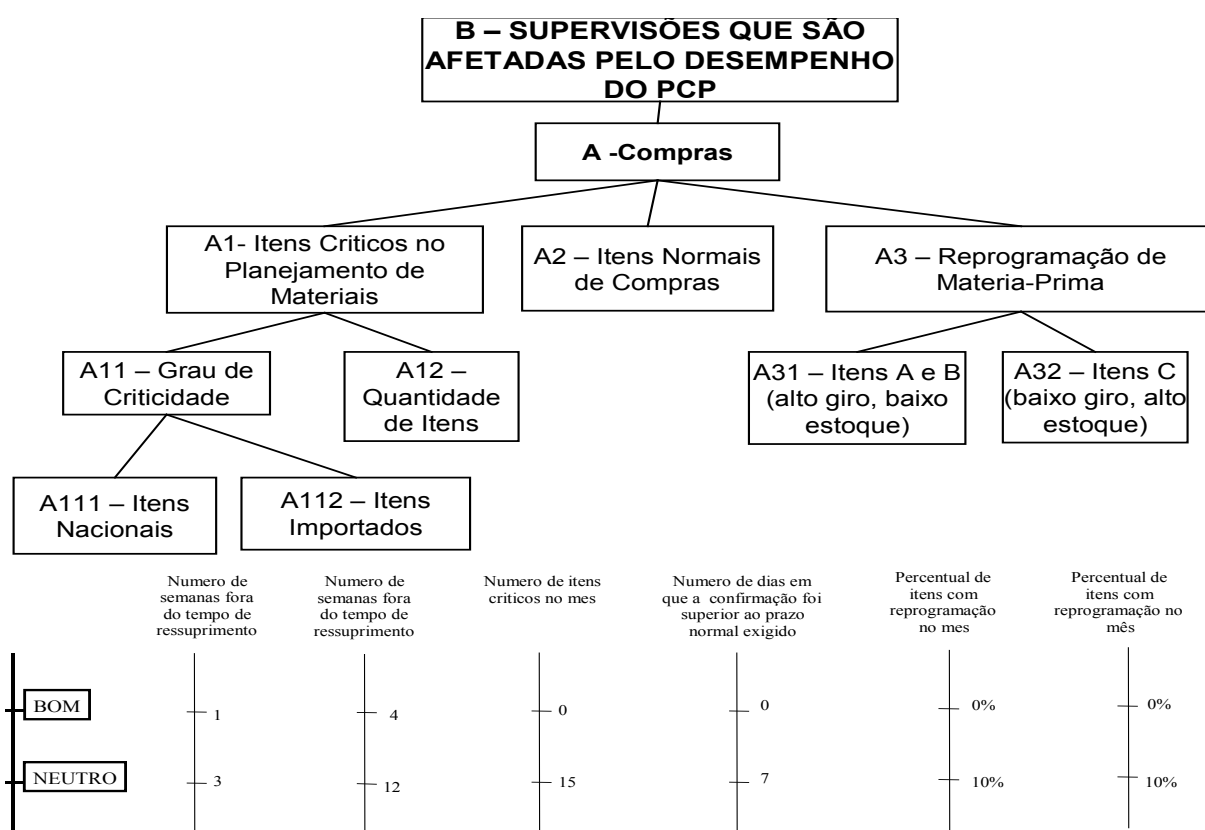 B – SUPERVISÕES QUE SÃO
AFETADAS PELO DESEMPENHO
DO PCP
A -Compras
A1- Itens Criticos no
Planejamento de
Materiais
A2 – Itens Normais
de Compras
A3 – Reprogramação de
Materia-Prima
A11 – Grau de
Criticidade
A12 –
Quantidade
de Itens
A31 – Itens A e B
(alto giro, baixo
estoque)
A32 – Itens C
(baixo giro, alto
estoque)
A111 – Itens
Nacionais
A112 – Itens
Importados
Numero de
semanas fora
do tempo de
ressuprimento
Numero de
semanas fora
do tempo de
ressuprimento
Numero de itens
criticos no mes
Numero de dias em
que a confirmação foi
superior ao prazo
normal exigido
Percentual de
itens com
reprogramação
no mes
Percentual de
itens com
reprogramação no
mês
BOM 1 4 0 0 0% 0%
NEUTRO 3 12 15 7 10% 10%